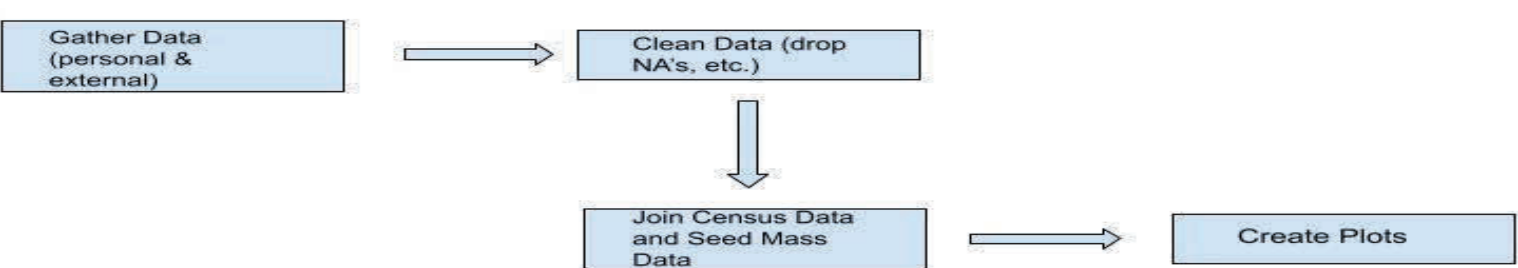 Gather Data
(personal &
external)
Clean Data (drop
NA's, etc.)
Join Census Data
and Seed Mass
Data
Create Plots